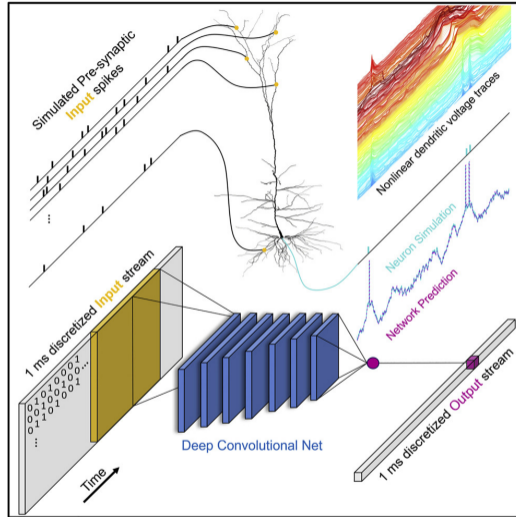 Simulated Pre-synaptic
Input
spikes
...
Nonlinear dendritic voltage traces
Neuron Simulation
Network Prediction
1 ms discretized Input stream
...
Deep Convolutional Net
Time
1 ms discretized Output stream